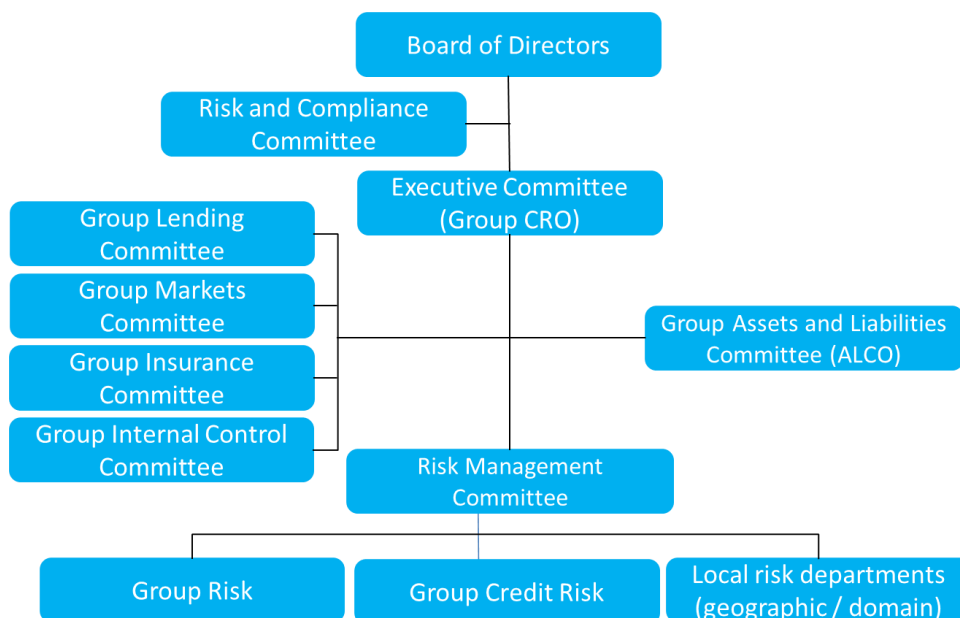 Board of Directors
Risk and Compliance
Committee
Executive Committee
(Group CRO)
Group Lending
Committee
Group Markets
Committee
Group Insurance
Committee
Group Internal Control
Committee
Group Assets and Liabilities
Committee (ALCO)
Risk Management
Committee
Group Risk
Group Credit Risk
Local risk departments
(geographic / domain)